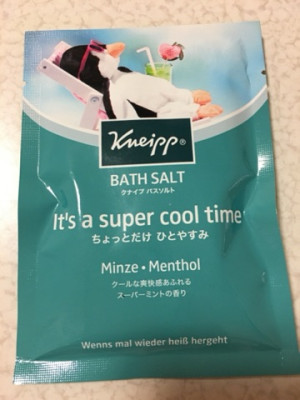 Kneipp®
BATH SALT
クナイプ バスソルト
It's a super cool time
ちょっとだけ ひとやすみ
Minze・Menthol
クールな爽快感あふれる
スーパーミントの香り
Wenns mal wieder heiß hergeht